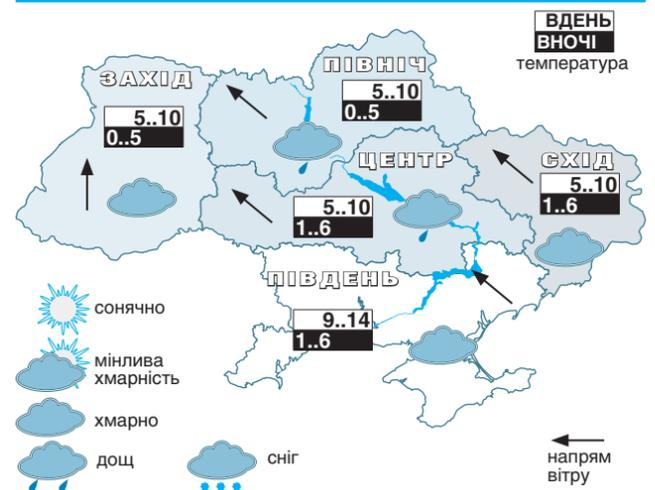 ВДЕНЬ
ВНОЧІ
температура
ПІВНІЧ
5..10
0..5
ЗАХІД
5..10
0..5
ЦЕНТР
5..10
1..6
СХІД
5..10
1..6
ПІВДЕНЬ
9..14
1..6
сонячно
мінлива
хмарність
хмарно
дощ
сніг
напрям
вітру